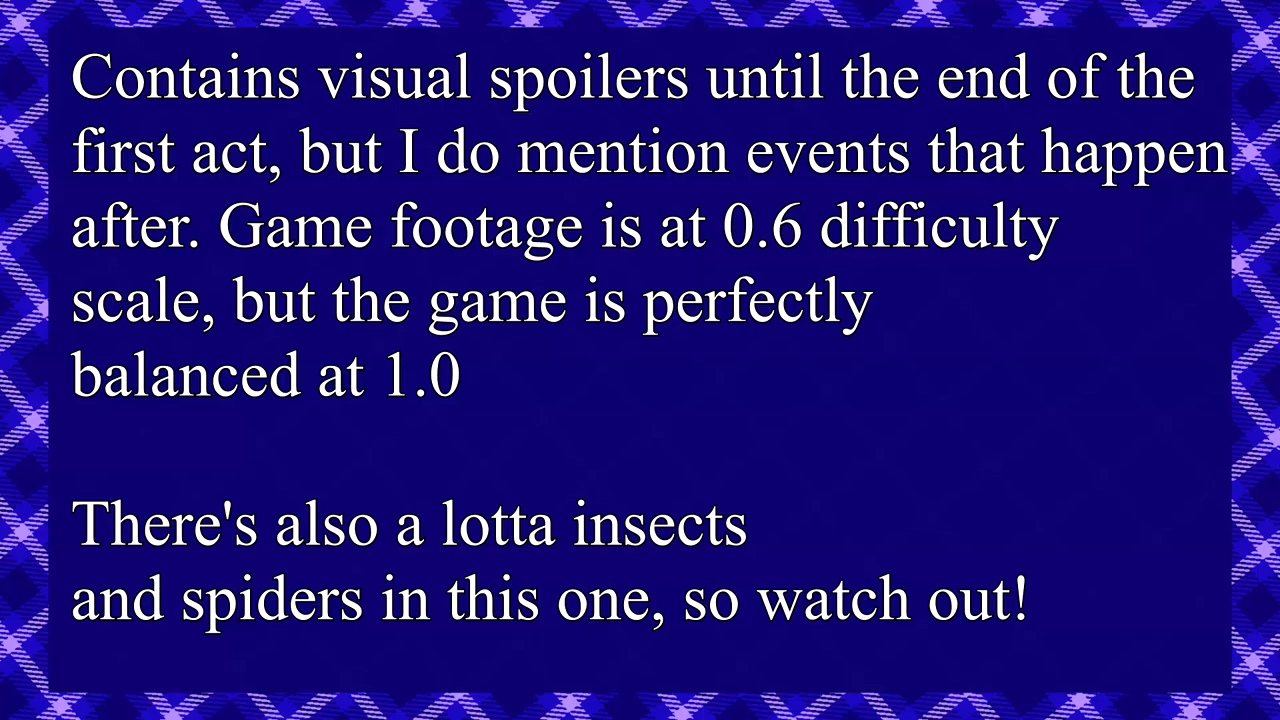 Contains visual spoilers until the end of the
first act, but I do mention events that happen
after. Game footage is at 0.6 difficulty
scale, but the game is perfectly
balanced at 1.0
There's also a lotta insects
and spiders in this one, so watch out!